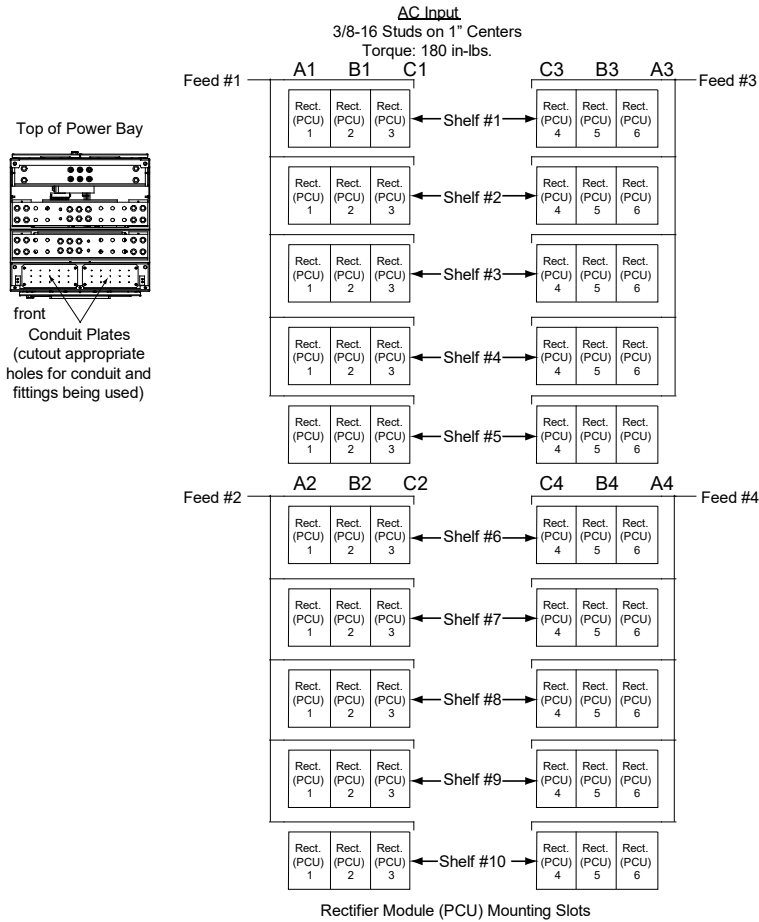 AC Input
3/8-16 Studs on 1” Centers
Torque: 180 in-lbs.
Feed #1
A1 B1 C1
C3 B3 A3
Feed #3
Top of Power Bay
front
Conduit Plates
(cutout appropriate
holes for conduit and
fittings being used)
Rect. Rect. Rect.
(PCU) (PCU) (PCU)
1 2 3
Shelf #1
Rect. Rect. Rect.
(PCU) (PCU) (PCU)
4 5 6
Rect. Rect. Rect.
(PCU) (PCU) (PCU)
1 2 3
Shelf #2
Rect. Rect. Rect.
(PCU) (PCU) (PCU)
4 5 6
Rect. Rect. Rect.
(PCU) (PCU) (PCU)
1 2 3
Shelf #3
Rect. Rect. Rect.
(PCU) (PCU) (PCU)
4 5 6
Rect. Rect. Rect.
(PCU) (PCU) (PCU)
1 2 3
Shelf #4
Rect. Rect. Rect.
(PCU) (PCU) (PCU)
4 5 6
Rect. Rect. Rect.
(PCU) (PCU) (PCU)
1 2 3
Shelf #5
Rect. Rect. Rect.
(PCU) (PCU) (PCU)
4 5 6
Feed #2
A2 B2 C2
C4 B4 A4
Feed #4
Rect. Rect. Rect.
(PCU) (PCU) (PCU)
1 2 3
Shelf #6
Rect. Rect. Rect.
(PCU) (PCU) (PCU)
4 5 6
Rect. Rect. Rect.
(PCU) (PCU) (PCU)
1 2 3
Shelf #7
Rect. Rect. Rect.
(PCU) (PCU) (PCU)
4 5 6
Rect. Rect. Rect.
(PCU) (PCU) (PCU)
1 2 3
Shelf #8
Rect. Rect. Rect.
(PCU) (PCU) (PCU)
4 5 6
Rect. Rect. Rect.
(PCU) (PCU) (PCU)
1 2 3
Shelf #9
Rect. Rect. Rect.
(PCU) (PCU) (PCU)
4 5 6
Rect. Rect. Rect.
(PCU) (PCU) (PCU)
1 2 3
Shelf #10
Rect. Rect. Rect.
(PCU) (PCU) (PCU)
4 5 6
Rectifier Module (PCU) Mounting Slots